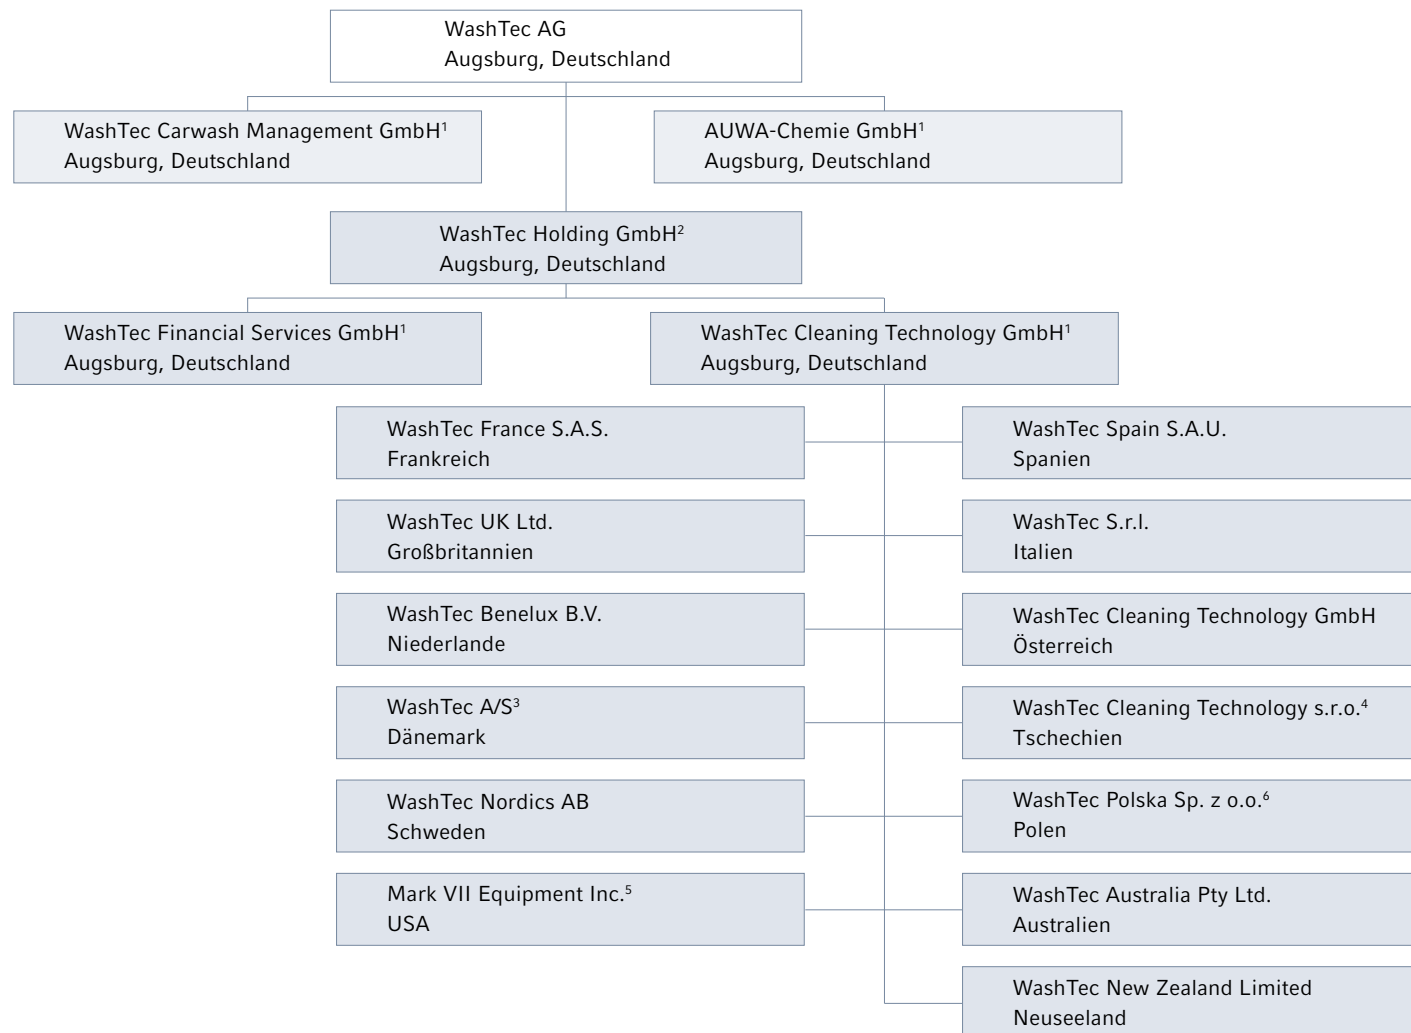 WashTec AG
Augsburg, Deutschland
WashTec Carwash Management GmbH¹
Augsburg, Deutschland
AUWA-Chemie GmbH¹
Augsburg, Deutschland
WashTec Holding GmbH²
Augsburg, Deutschland
WashTec Financial Services GmbH¹
Augsburg, Deutschland
WashTec Cleaning Technology GmbH¹
Augsburg, Deutschland
WashTec France S.A.S.
Frankreich
WashTec Spain S.A.U.
Spanien
WashTec UK Ltd.
Großbritannien
WashTec S.r.l.
Italien
WashTec Benelux B.V.
Niederlande
WashTec Cleaning Technology GmbH
Österreich
WashTec A/S³
Dänemark
WashTec Cleaning Technology s.r.o.⁴
Tschechien
WashTec Nordics AB
Schweden
WashTec Polska Sp. z o.o.⁶
Polen
Mark VII Equipment Inc.⁵
USA
WashTec Australia Pty Ltd.
Australien
WashTec New Zealand Limited
Neuseeland